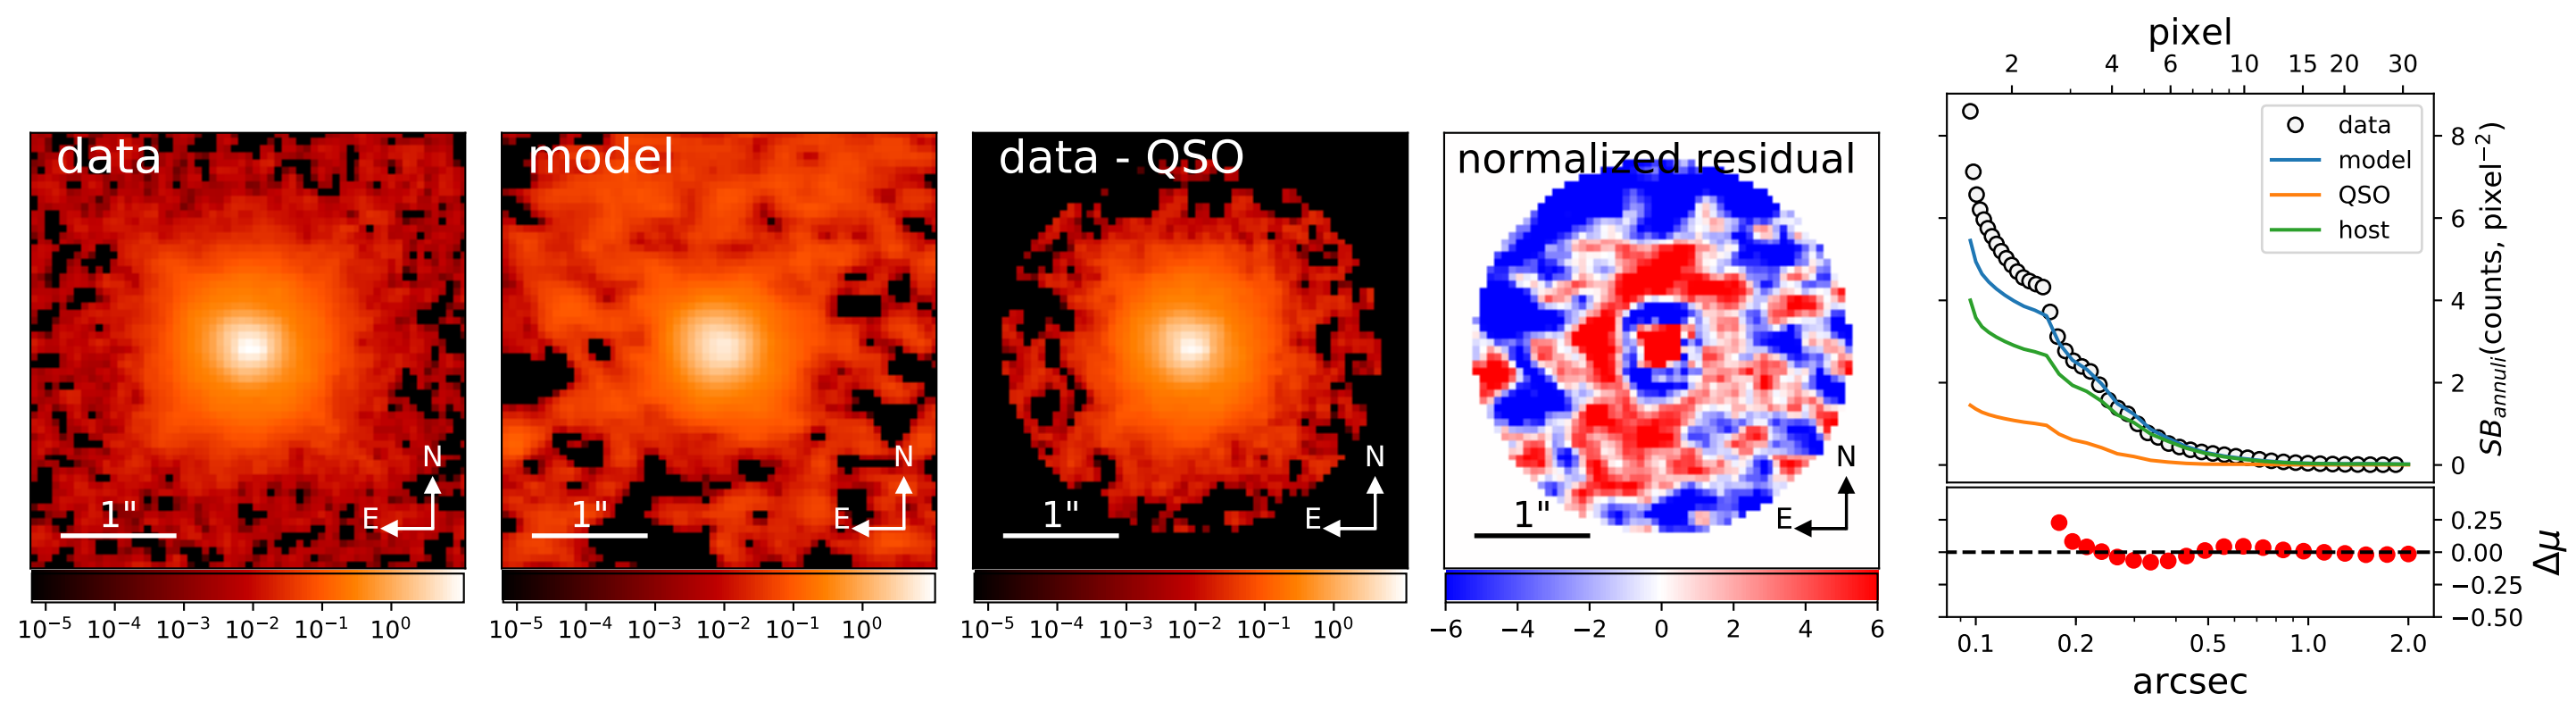 data
N
E
1"
10⁻⁵ 10⁻⁴ 10⁻³ 10⁻² 10⁻¹ 10⁰
model
N
E
1"
10⁻⁵ 10⁻⁴ 10⁻³ 10⁻² 10⁻¹ 10⁰
data - QSO
N
E
1"
10⁻⁵ 10⁻⁴ 10⁻³ 10⁻² 10⁻¹ 10⁰
normalized residual
N
E
1"
−6 −4 −2 0 2 4 6
pixel
2 4 6 10 15 20 30
data
model
QSO
host
8
6
4
2
0
SB_annuli(counts, pixel⁻²)
0.25
0.00
−0.25
−0.50
Δμ
0.1 0.2 0.5 1.0 2.0
arcsec